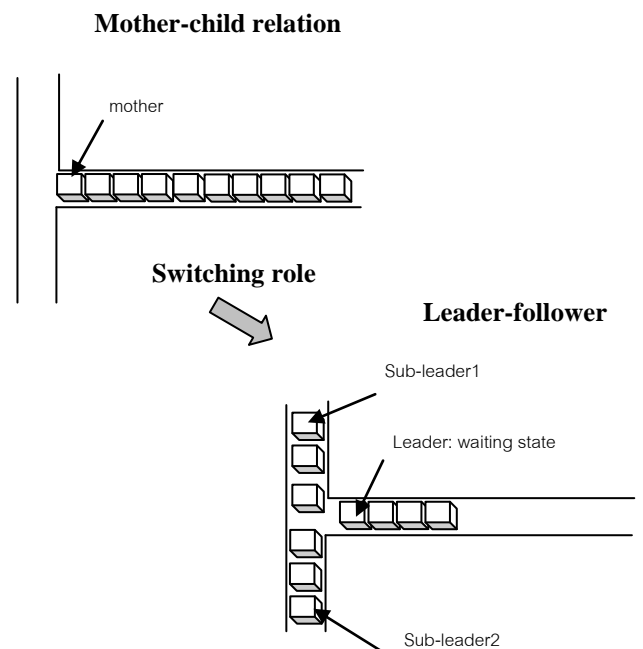 Mother-child relation
mother
Switching role
Leader-follower
Sub-leader1
Leader: waiting state
Sub-leader2